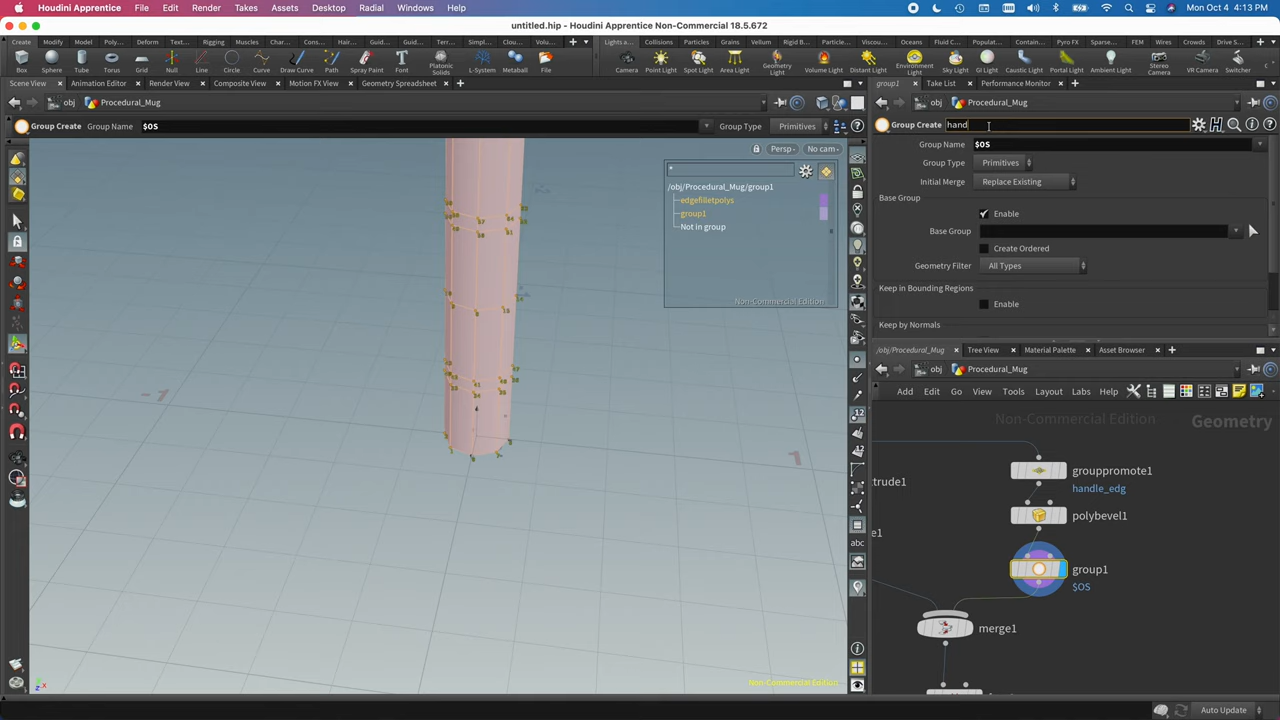 Houdini Apprentice File Edit Render Takes Assets Desktop Radial Windows Help Mon Oct 4 4:13 PM
untitled.hip - Houdini Apprentice Non-Commercial 18.5.672
Create Modify Model Poly... Deform Text... Rigging Musc... Char... Cons... Hair... Guid... Terr... Simpl... Clou... Volu...
Lights a... Collisions Particles Grains Vellum Rigid B... Particle... Viscou... Oceans Fluid C... Populat... Contain... Pyro FX Sparse... FEM Wires Crowds Drive S...
Box Sphere Tube Torus Grid Null Line Circle Curve Draw Curve Path Spray Paint Font Platonic Solids L-System Metaball File
Camera Point Light Spot Light Area Light Geometry Light Volume Light Distant Light Environment Light Sky Light GI Light Caustic Light Portal Light Ambient Light Stereo Camera VR Camera Switcher
Scene View Animation Editor Render View Composite View Motion FX View Geometry Spreadsheet
group1 Take List Performance Monitor
obj Procedural_Mug
obj Procedural_Mug
Group Create Group Name $OS Group Type Primitives
Group Create hand
Persp No cam
*
/obj/Procedural_Mug/group1
edgefilletpolys
group1
Not in group
Non-Commercial Edition
Group Name $OS
Group Type Primitives
Initial Merge Replace Existing
Base Group
Enable
Base Group
Create Ordered
Geometry Filter All Types
Keep in Bounding Regions
Enable
Keep by Normals
/obj/Procedural_Mug Tree View Material Palette Asset Browser
obj Procedural_Mug
Add Edit Go View Tools Layout Labs Help
Non-Commercial Edition Geometry
grouppromote1
handle_edg
trude1
polybevel1
e1
group1
$OS
merge1
abc
Non-Commercial Edition
Auto Update